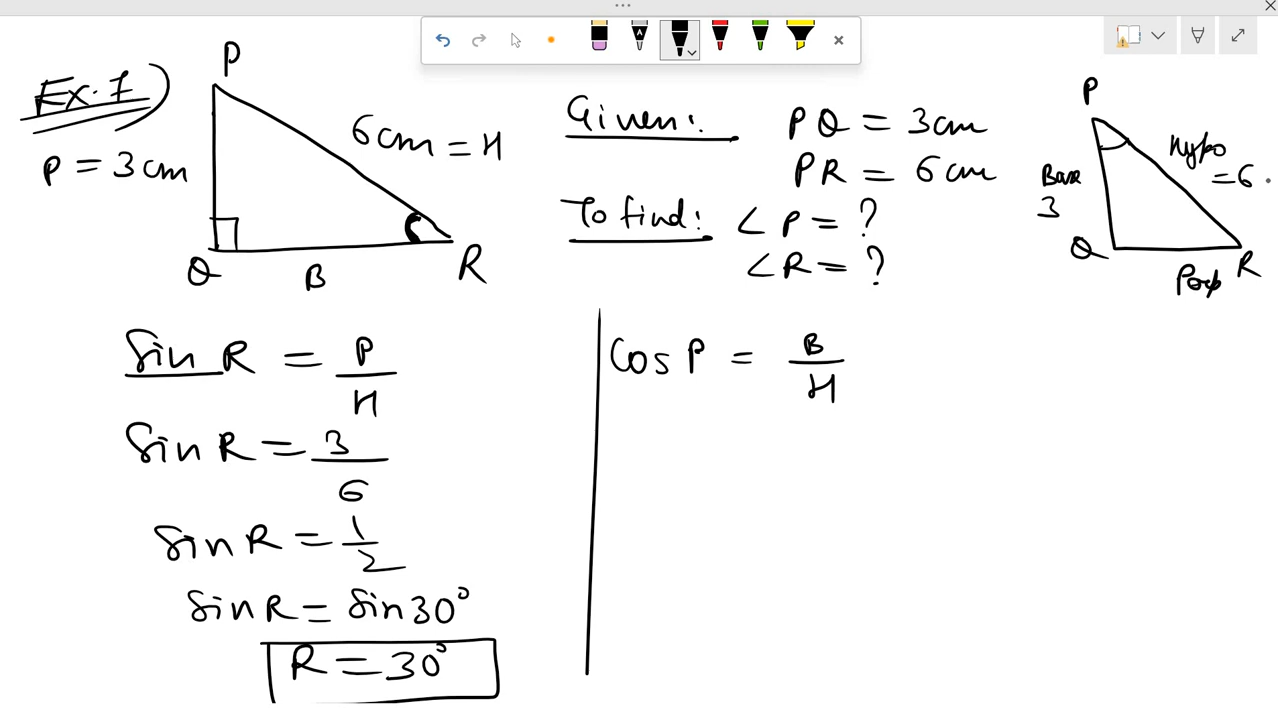 Ex. 1)
P
P = 3 cm
6 cm = H
Q
B
R
Given:
PQ = 3 cm
PR = 6 cm
To find:
∠P = ?
∠R = ?
P
Hypo
= 6
Base
3
Q
Perp
R
Sin R = P/H
Sin R = 3/6
Sin R = 1/2
Sin R = Sin 30°
R = 30°
Cos P = B/H